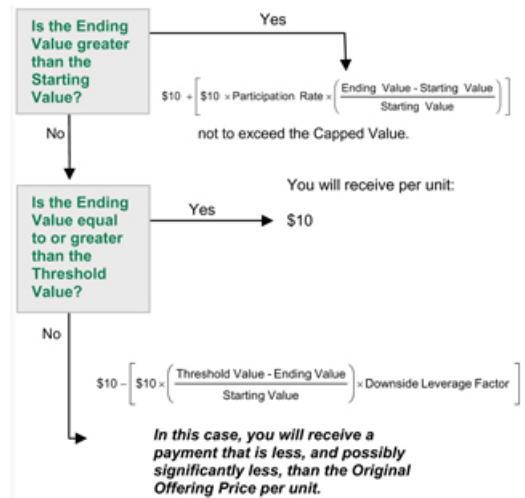 Is the Ending
Value greater
than the
Starting
Value?
Yes
$10 + [$10 × Participation Rate × (Ending Value - Starting Value
Starting Value)]
not to exceed the Capped Value.
No
Is the Ending
Value equal
to or greater
than the
Threshold
Value?
Yes
You will receive per unit:
$10
No
$10 – [$10 × (Threshold Value - Ending Value
Starting Value) × Downside Leverage Factor]
In this case, you will receive a
payment that is less, and possibly
significantly less, than the Original
Offering Price per unit.